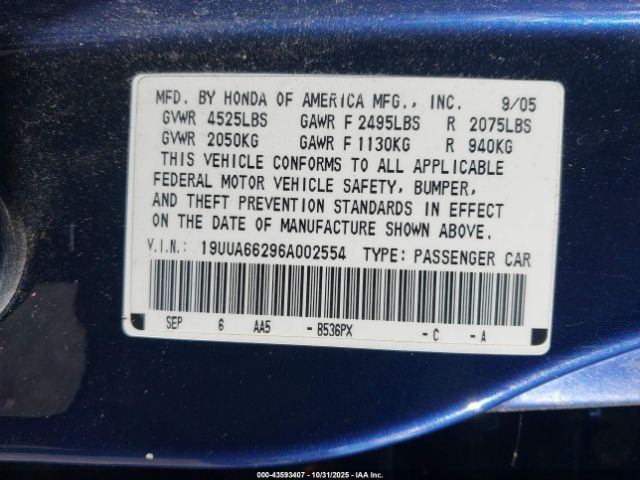 MFD. BY HONDA OF AMERICA MFG., INC. 9/05
GVWR 4525LBS GAWR F 2495LBS R 2075LBS
GVWR 2050KG GAWR F 1130KG R 940KG
THIS VEHICLE CONFORMS TO ALL APPLICABLE
FEDERAL MOTOR VEHICLE SAFETY, BUMPER,
AND THEFT PREVENTION STANDARDS IN EFFECT
ON THE DATE OF MANUFACTURE SHOWN ABOVE.
V.I.N.: 19UUA66296A002554 TYPE: PASSENGER CAR
SEP 6 AA5 - B536PX - C - A
000-43593407 10/31/2025 IAA Inc.